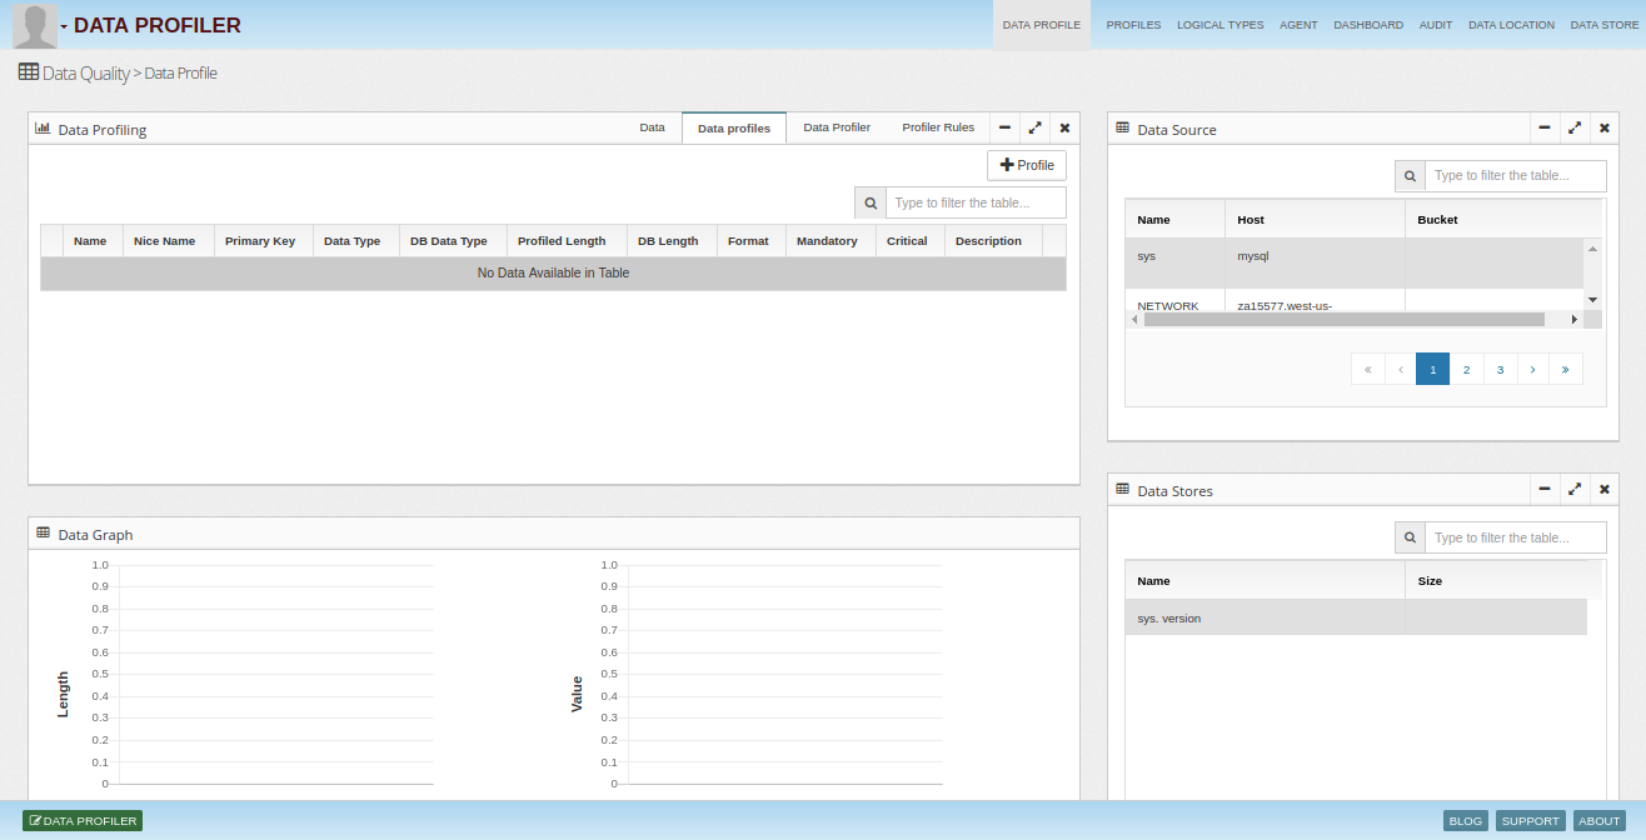 DATA PROFILER
DATA PROFILE PROFILES LOGICAL TYPES AGENT DASHBOARD AUDIT DATA LOCATION DATA STORE
Data Quality > Data Profile
Data Profiling
Data Data profiles Data Profiler Profiler Rules
Profile
Type to filter the table...
Name Nice Name Primary Key Data Type DB Data Type Profiled Length DB Length Format Mandatory Critical Description
No Data Available in Table
Data Graph
1.0
0.9
0.8
0.7
0.6
0.5
0.4
0.3
0.2
0.1
0
Length
1.0
0.9
0.8
0.7
0.6
0.5
0.4
0.3
0.2
0.1
0
Value
Data Source
Type to filter the table...
Name Host Bucket
sys mysql
NETWORK za15577.west-us-
« ‹ 1 2 3 › »
Data Stores
Type to filter the table...
Name Size
sys. version
DATA PROFILER
BLOG SUPPORT ABOUT